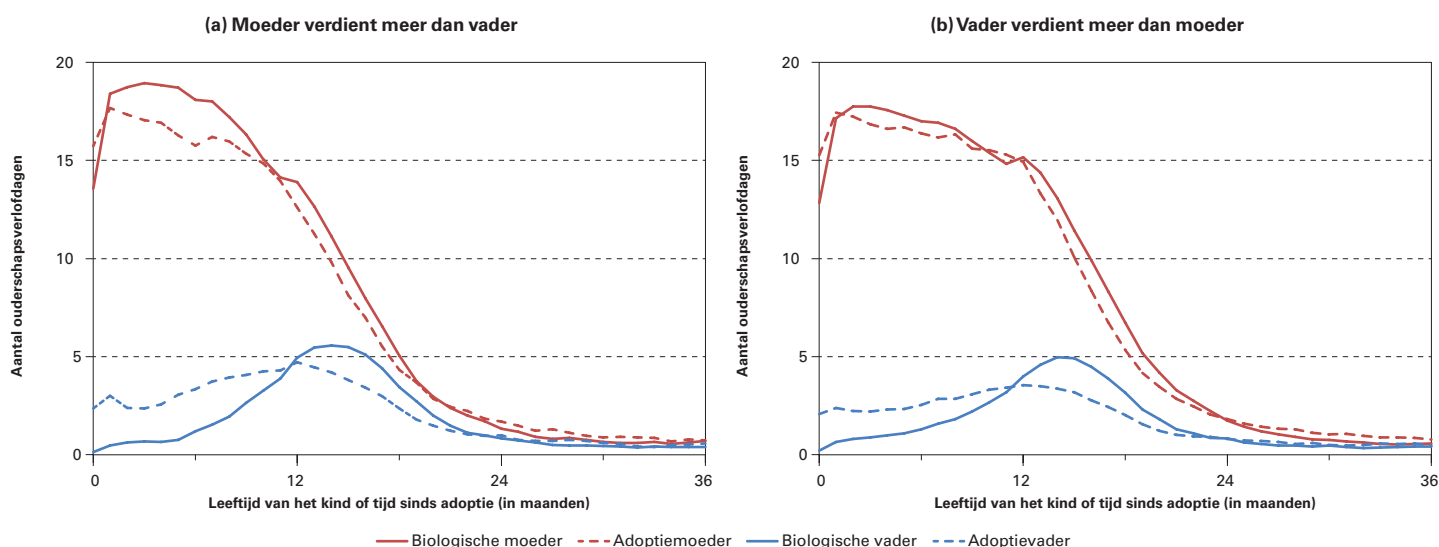 (a) Moeder verdient meer dan vader
Aantal ouderschapsverlofdagen
20
15
10
5
0
0 12 24 36
Leeftijd van het kind of tijd sinds adoptie (in maanden)
(b) Vader verdient meer dan moeder
Aantal ouderschapsverlofdagen
20
15
10
5
0
0 12 24 36
Leeftijd van het kind of tijd sinds adoptie (in maanden)
Biologische moeder Adoptiemoeder Biologische vader Adoptievader